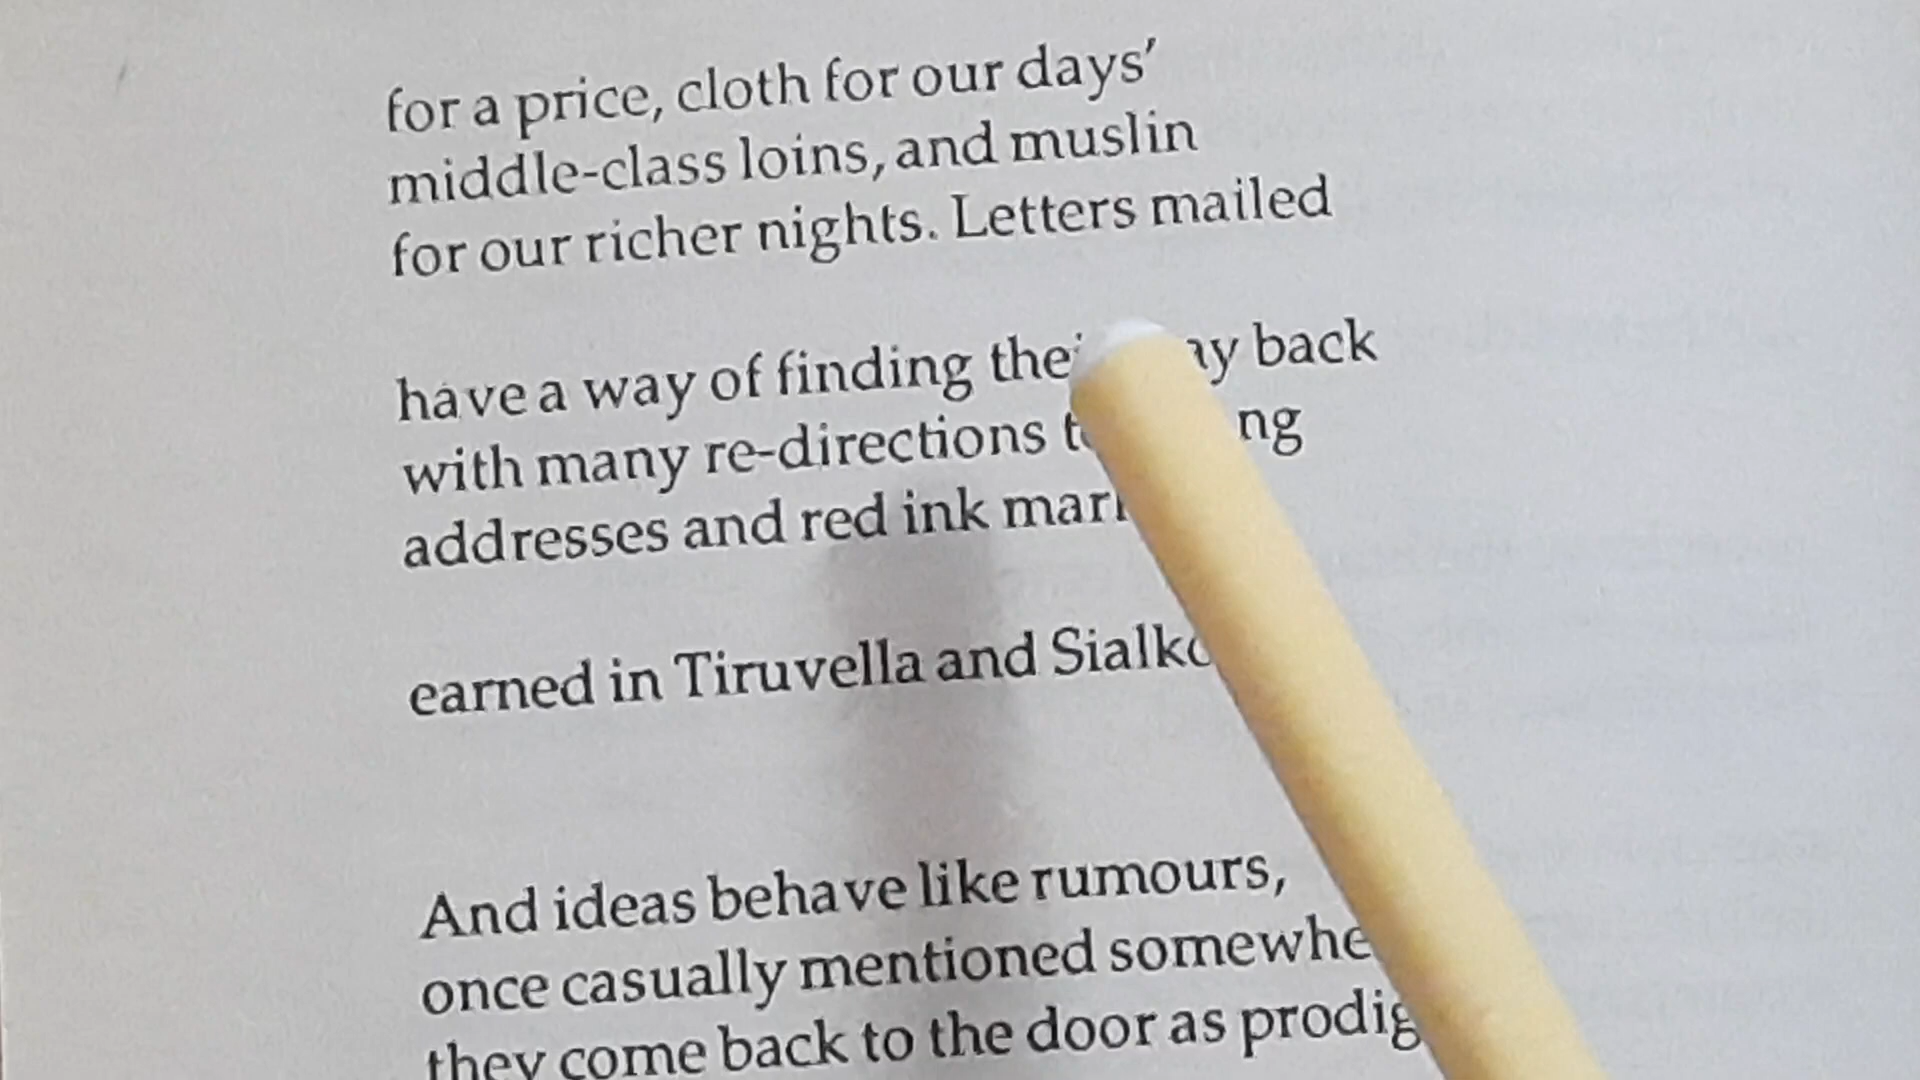 for a price, cloth for our days'
middle-class loins, and muslin
for our richer nights. Letters mailed
have a way of finding back
with many re-directions
addresses and red ink
earned in Tiruvella and
And ideas behave like rumours,
once casually mentioned
they come back to the door as